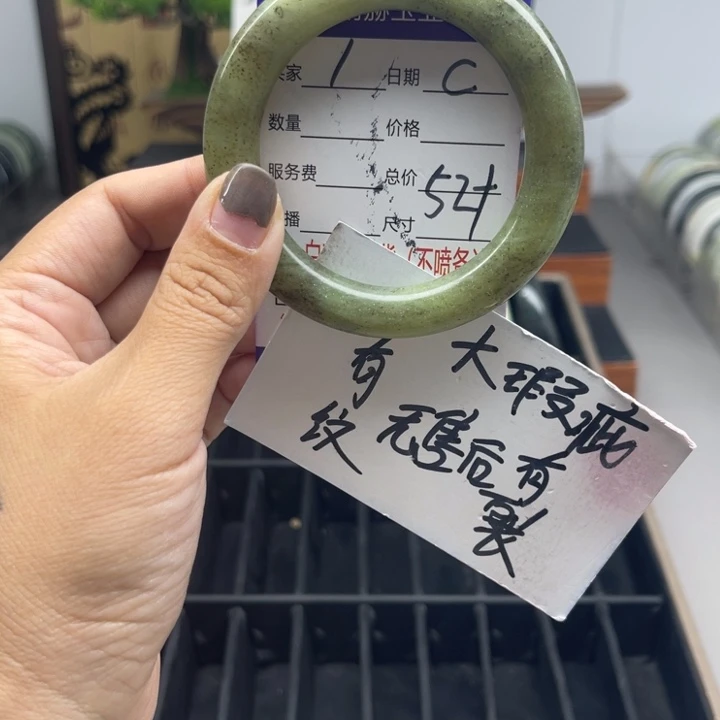 家 1 日期 C
数量 价格
服务费 总价
播 尺寸 54
(不喷
有 大瑕疵
纹 无售后有
裂